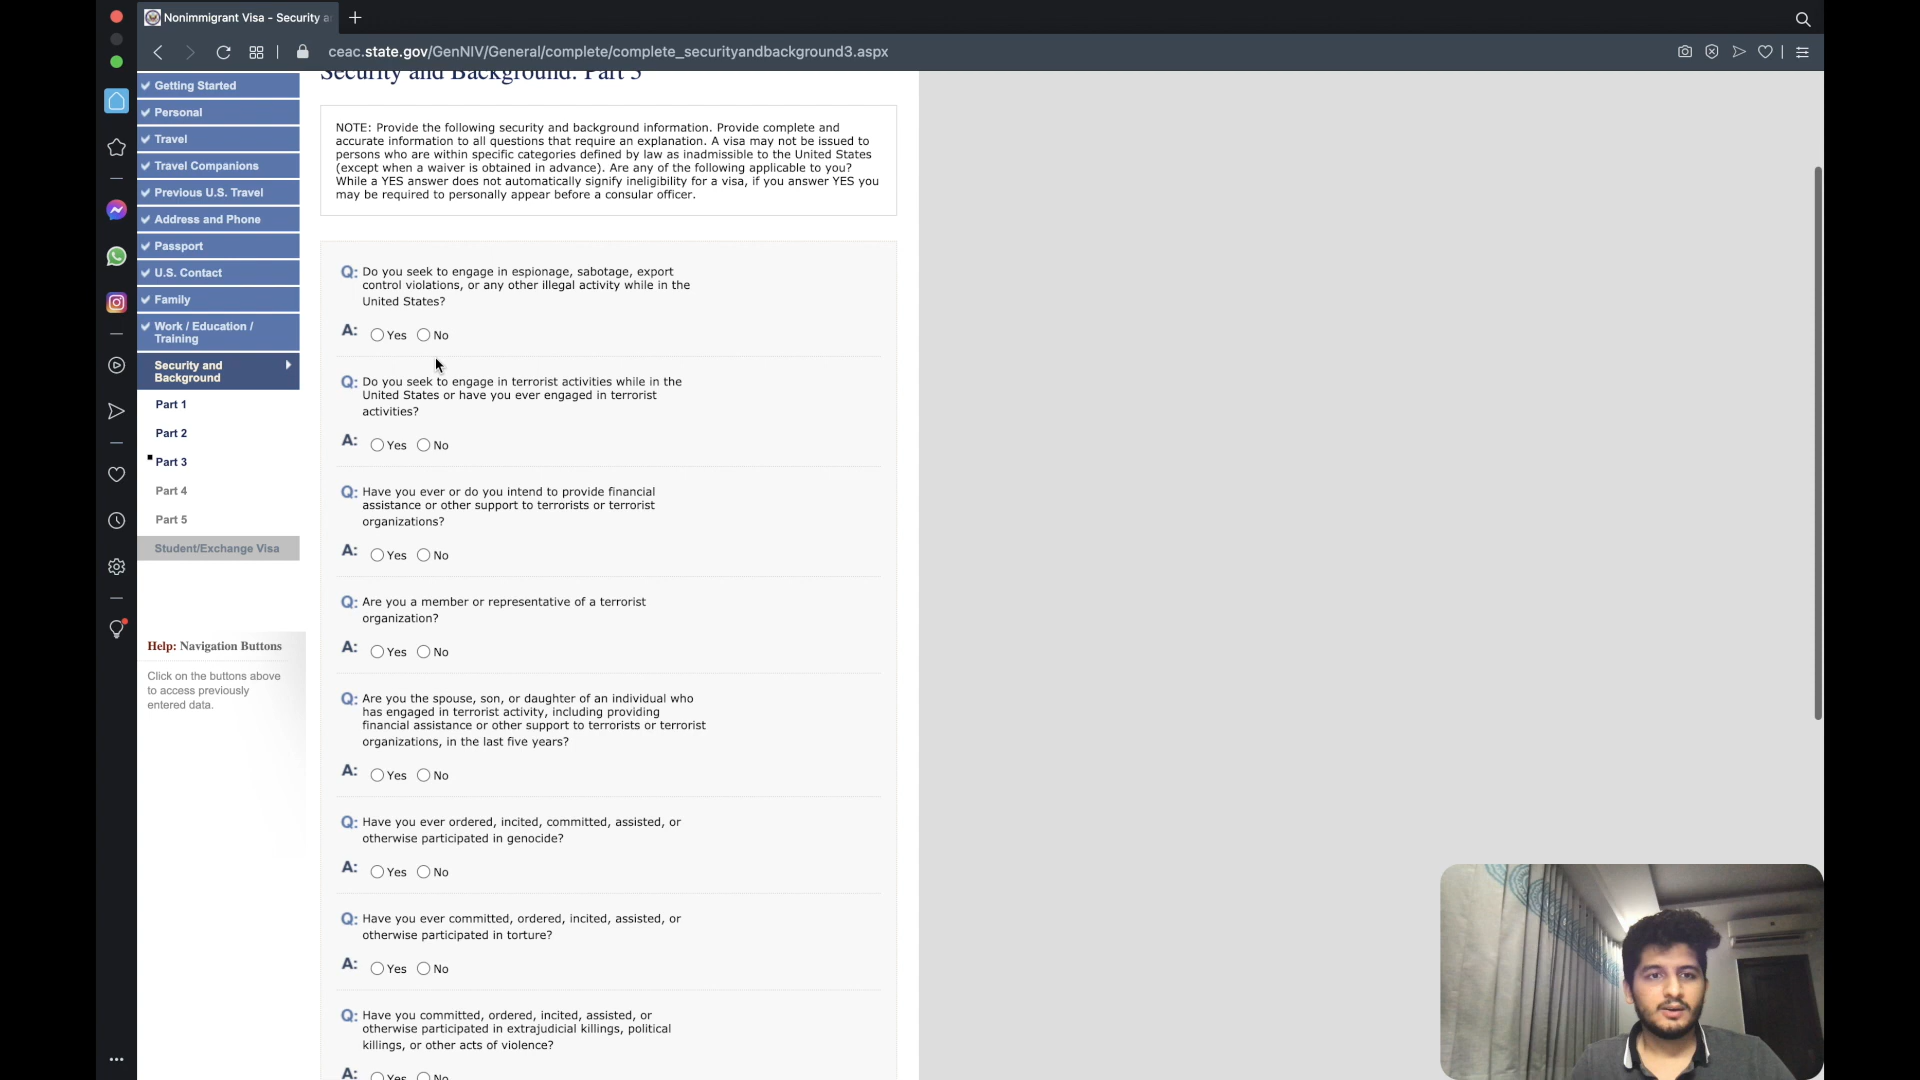 Nonimmigrant Visa - Security a
ceac.state.gov/GenNIV/General/complete/complete_securityandbackground3.aspx
Getting Started
Personal
Travel
Travel Companions
Previous U.S. Travel
Address and Phone
Passport
U.S. Contact
Family
Work / Education /
Training
Security and
Background
Part 1
Part 2
Part 3
Part 4
Part 5
Student/Exchange Visa
Help: Navigation Buttons
Click on the buttons above
to access previously
entered data.
Security and Background: Part 3
NOTE: Provide the following security and background information. Provide complete and
accurate information to all questions that require an explanation. A visa may not be issued to
persons who are within specific categories defined by law as inadmissible to the United States
(except when a waiver is obtained in advance). Are any of the following applicable to you?
While a YES answer does not automatically signify ineligibility for a visa, if you answer YES you
may be required to personally appear before a consular officer.
Q: Do you seek to engage in espionage, sabotage, export
control violations, or any other illegal activity while in the
United States?
A: Yes No
Q: Do you seek to engage in terrorist activities while in the
United States or have you ever engaged in terrorist
activities?
A: Yes No
Q: Have you ever or do you intend to provide financial
assistance or other support to terrorists or terrorist
organizations?
A: Yes No
Q: Are you a member or representative of a terrorist
organization?
A: Yes No
Q: Are you the spouse, son, or daughter of an individual who
has engaged in terrorist activity, including providing
financial assistance or other support to terrorists or terrorist
organizations, in the last five years?
A: Yes No
Q: Have you ever ordered, incited, committed, assisted, or
otherwise participated in genocide?
A: Yes No
Q: Have you ever committed, ordered, incited, assisted, or
otherwise participated in torture?
A: Yes No
Q: Have you committed, ordered, incited, assisted, or
otherwise participated in extrajudicial killings, political
killings, or other acts of violence?
A: Yes No